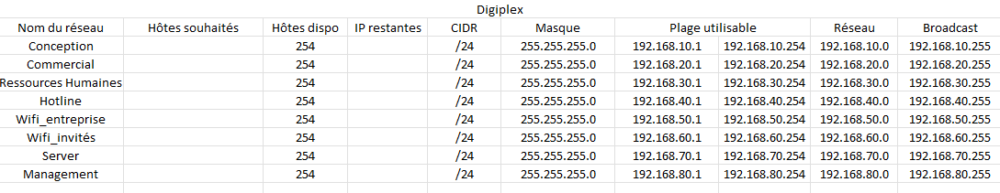 Digiplex
Nom du réseau Hôtes souhaités Hôtes dispo IP restantes CIDR Masque Plage utilisable Réseau Broadcast
Conception 254 /24 255.255.255.0 192.168.10.1 192.168.10.254 192.168.10.0 192.168.10.255
Commercial 254 /24 255.255.255.0 192.168.20.1 192.168.20.254 192.168.20.0 192.168.20.255
Ressources Humaines 254 /24 255.255.255.0 192.168.30.1 192.168.30.254 192.168.30.0 192.168.30.255
Hotline 254 /24 255.255.255.0 192.168.40.1 192.168.40.254 192.168.40.0 192.168.40.255
Wifi_entreprise 254 /24 255.255.255.0 192.168.50.1 192.168.50.254 192.168.50.0 192.168.50.255
Wifi_invités 254 /24 255.255.255.0 192.168.60.1 192.168.60.254 192.168.60.0 192.168.60.255
Server 254 /24 255.255.255.0 192.168.70.1 192.168.70.254 192.168.70.0 192.168.70.255
Management 254 /24 255.255.255.0 192.168.80.1 192.168.80.254 192.168.80.0 192.168.80.255